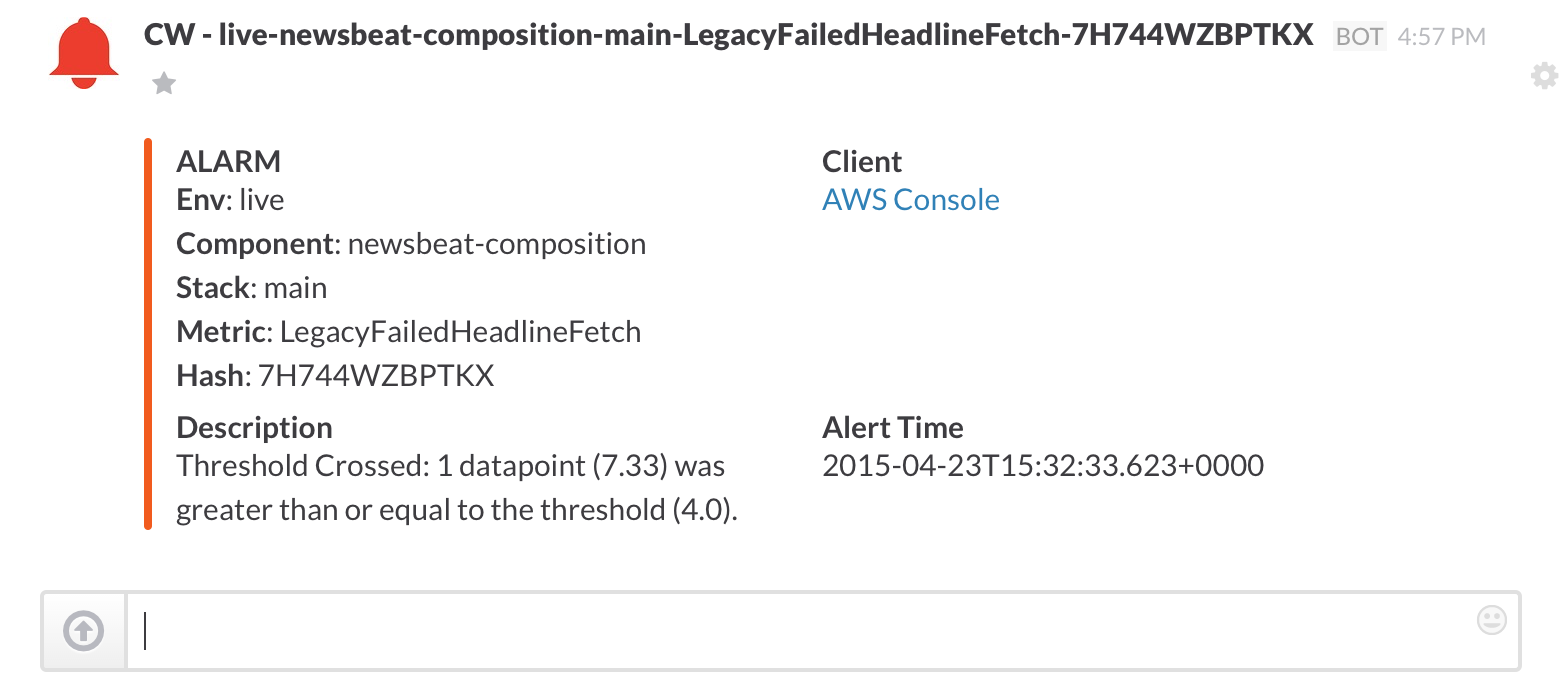 CW - live-newsbeat-composition-main-LegacyFailedHeadlineFetch-7H744WZBPTKX BOT 4:57 PM
ALARM
Env: live
Component: newsbeat-composition
Stack: main
Metric: LegacyFailedHeadlineFetch
Hash: 7H744WZBPTKX
Client
AWS Console
Description
Threshold Crossed: 1 datapoint (7.33) was
greater than or equal to the threshold (4.0).
Alert Time
2015-04-23T15:32:33.623+0000